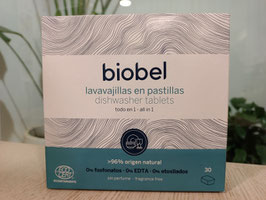 biobel
lavavajillas en pastillas
dishwasher tablets
todo en 1 - all in 1
>96% origen natural
0% fosfonatos · 0% EDTA · 0% etoxilados
sin perfume - fragrance free
30